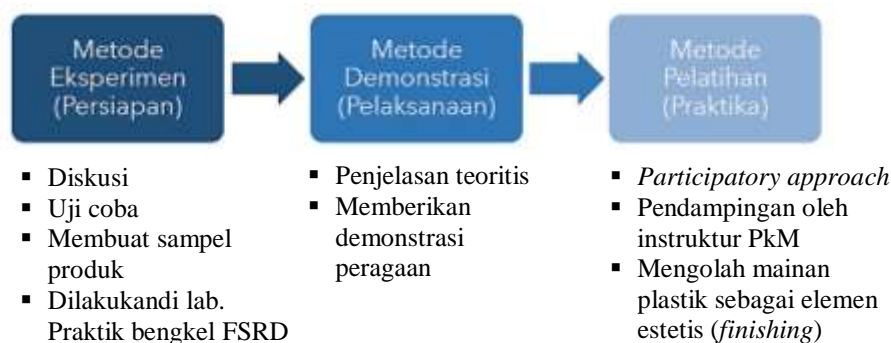 Metode
Eksperimen
(Persiapan)
Metode
Demonstrasi
(Pelaksanaan)
Metode
Pelatihan
(Praktika)
▪ Diskusi
▪ Uji coba
▪ Membuat sampel
produk
▪ Dilakukandi lab.
Praktik bengkel FSRD
▪ Penjelasan teoritis
▪ Memberikan
demonstrasi
peragaan
▪ Participatory approach
▪ Pendampingan oleh
instruktur PkM
▪ Mengolah mainan
plastik sebagai elemen
estetis (finishing)